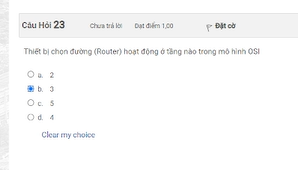 Câu Hỏi 23 Chưa trả lời Đạt điểm 1,00 Đặt cờ
Thiết bị chọn đường (Router) hoạt động ở tầng nào trong mô hình OSI
a. 2
b. 3
c. 5
d. 4
Clear my choice